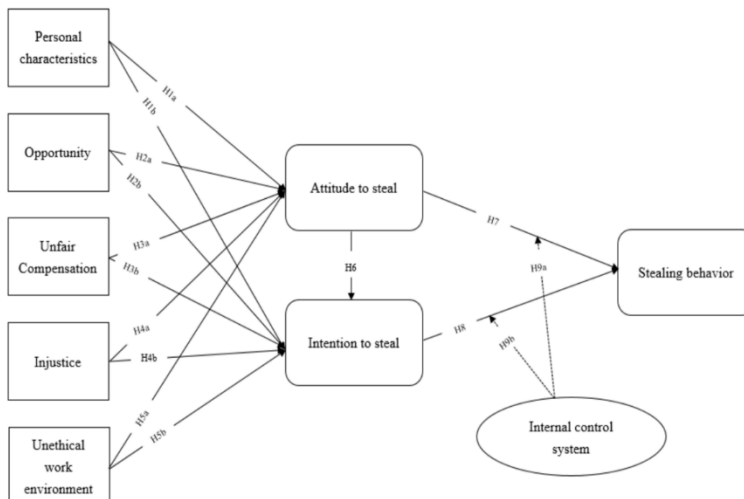 Personal
characteristics
H1a
H1b
Opportunity
H2a
H2b
Attitude to steal
H7
Unfair
Compensation
H3a
H3b
H6
H9a
Stealing behavior
Injustice
H4a
H4b
Intention to steal
H8
H9b
Unethical
work
environment
H5a
H5b
Internal control
system